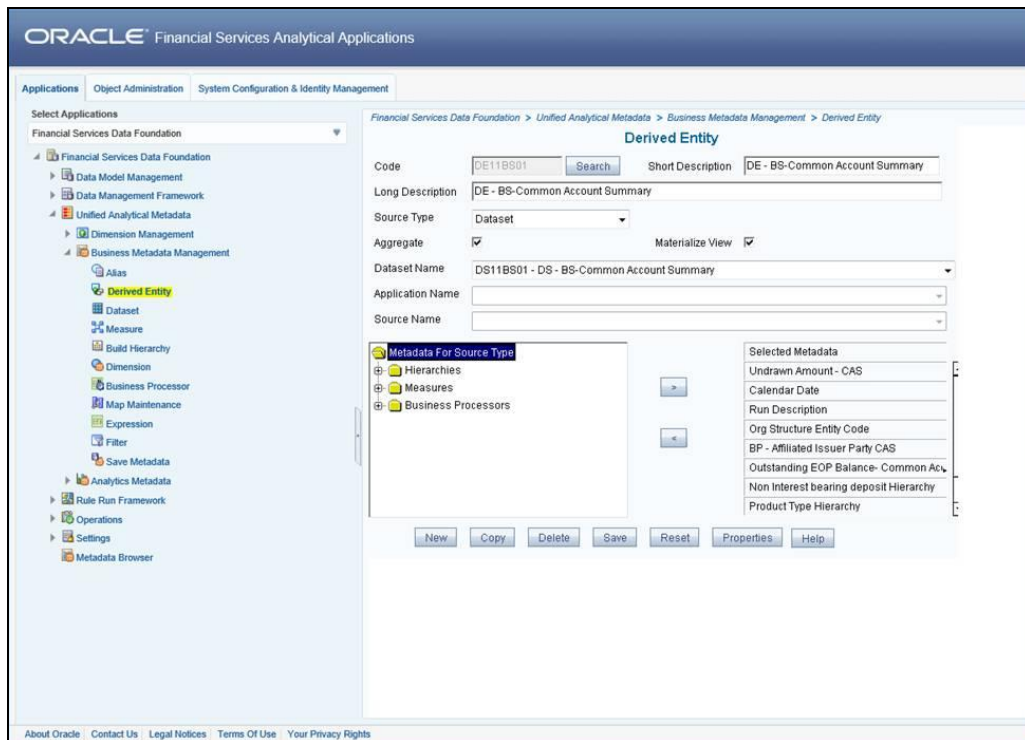 ORACLE Financial Services Analytical Applications
Applications Object Administration System Configuration & Identity Management
Select Applications
Financial Services Data Foundation
Financial Services Data Foundation
Data Model Management
Data Management Framework
Unified Analytical Metadata
Dimension Management
Business Metadata Management
Alias
Derived Entity
Dataset
Measure
Build Hierarchy
Dimension
Business Processor
Map Maintenance
Expression
Filter
Save Metadata
Analytics Metadata
Rule Run Framework
Operations
Settings
Metadata Browser
Financial Services Data Foundation > Unified Analytical Metadata > Business Metadata Management > Derived Entity
Derived Entity
Code DE11BS01 Search Short Description DE - BS-Common Account Summary
Long Description DE - BS-Common Account Summary
Source Type Dataset
Aggregate Materialize View
Dataset Name DS11BS01 - DS - BS-Common Account Summary
Application Name
Source Name
Metadata For Source Type
Hierarchies
Measures
Business Processors
>
<
Selected Metadata
Undrawn Amount - CAS
Calendar Date
Run Description
Org Structure Entity Code
BP - Affiliated Issuer Party CAS
Outstanding EOP Balance- Common Acc
Non Interest bearing deposit Hierarchy
Product Type Hierarchy
New Copy Delete Save Reset Properties Help
About Oracle Contact Us Legal Notices Terms Of Use Your Privacy Rights